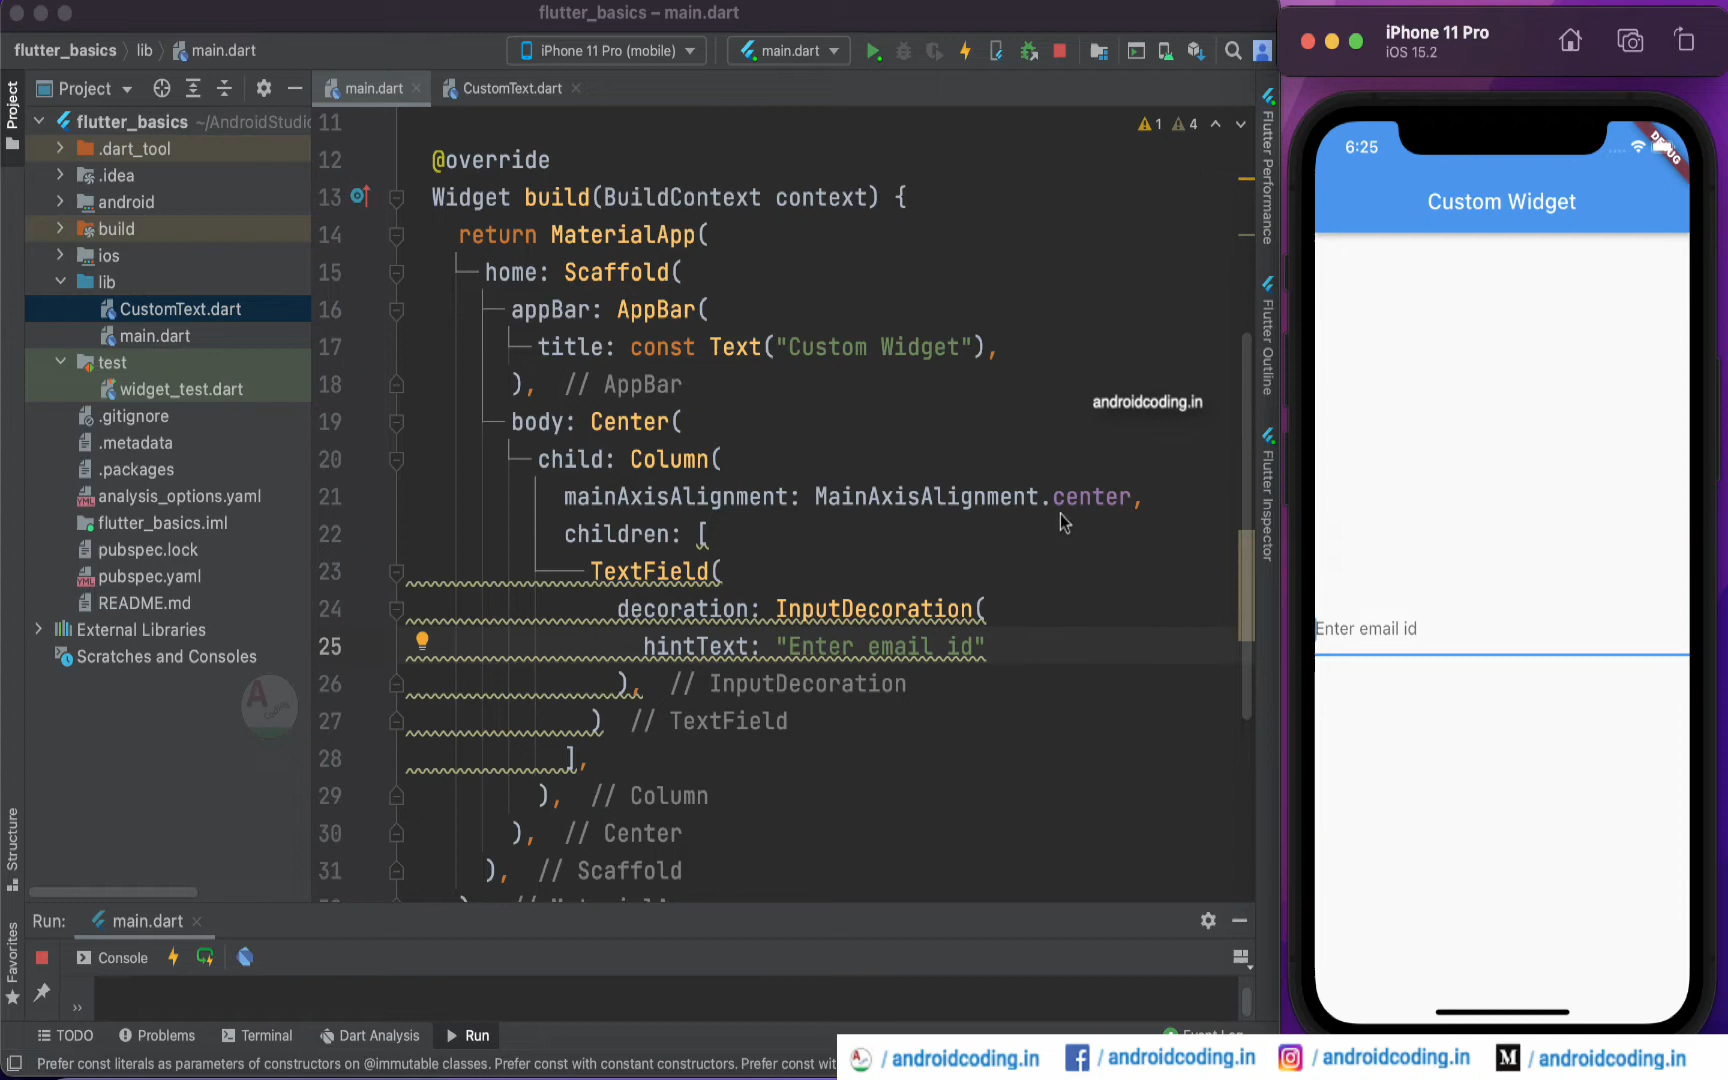 flutter_basics – main.dart
flutter_basics lib main.dart
iPhone 11 Pro (mobile)
main.dart
Project
main.dart
CustomText.dart
Project
flutter_basics ~/AndroidStudio
.dart_tool
.idea
android
build
ios
lib
CustomText.dart
main.dart
test
widget_test.dart
.gitignore
.metadata
.packages
analysis_options.yaml
flutter_basics.iml
pubspec.lock
pubspec.yaml
README.md
External Libraries
Scratches and Consoles
A Coding
Structure
Favorites
1 4
11
12 @override
13 Widget build(BuildContext context) {
14 return MaterialApp(
15 home: Scaffold(
16 appBar: AppBar(
17 title: const Text("Custom Widget"),
18 ), // AppBar
19 body: Center(
20 child: Column(
21 mainAxisAlignment: MainAxisAlignment.center,
22 children: [
23 TextField(
24 decoration: InputDecoration(
25 hintText: "Enter email id"
26 ), // InputDecoration
27 ) // TextField
28 ],
29 ), // Column
30 ), // Center
31 ), // Scaffold
androidcoding.in
Flutter Performance
Flutter Outline
Flutter Inspector
Run: main.dart
Console
»
TODO Problems Terminal Dart Analysis Run
Prefer const literals as parameters of constructors on @immutable classes. Prefer const with constant constructors. Prefer const wit
iPhone 11 Pro
iOS 15.2
6:25
DEBUG
Custom Widget
Enter email id
/ androidcoding.in
/ androidcoding.in
/ androidcoding.in
/ androidcoding.in